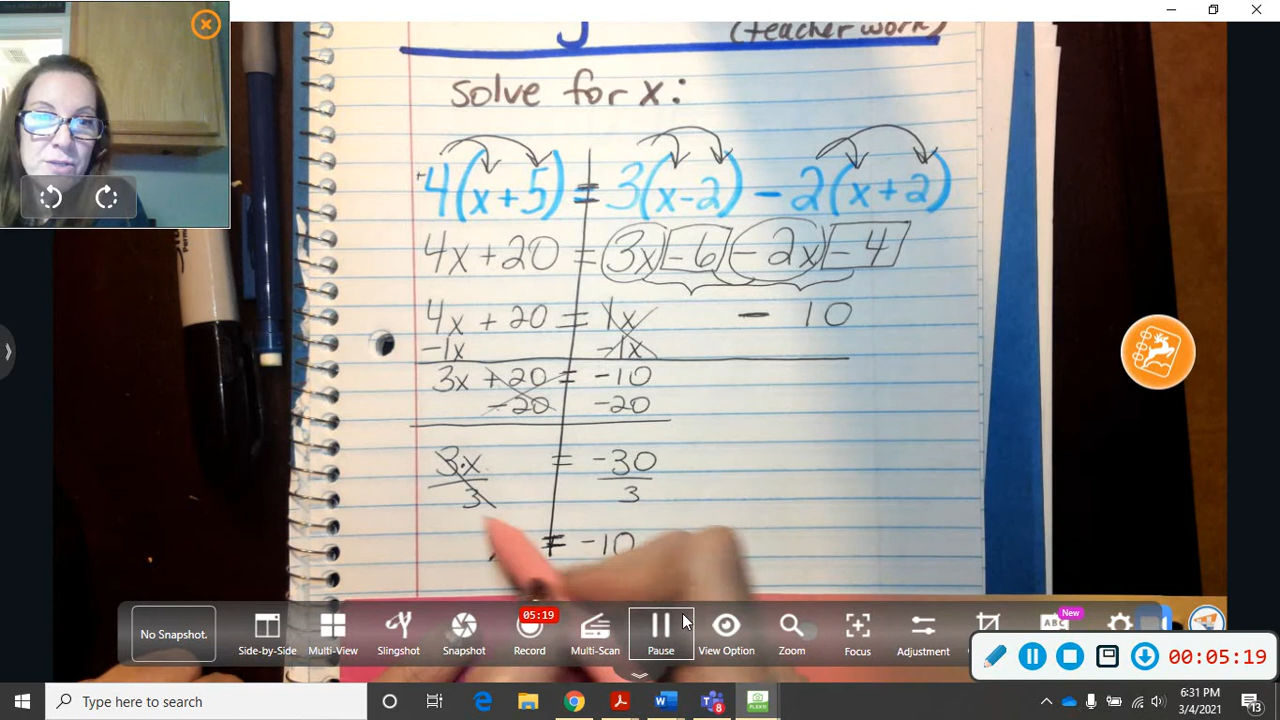 (teacher work)
solve for x:
4(x+5) = 3(x-2) - 2(x+2)
4x+20 = 3x -6 -2x -4
4x + 20 = 1x - 10
-1x -1x
3x +20 = -10
-20 -20
3·x = -30
3 3
= -10
No Snapshot.
Side-by-Side
Multi-View
Slingshot
Snapshot
05:19
Record
Multi-Scan
Pause
View Option
Zoom
Focus
Adjustment
New
ABC
00:05:19
Type here to search
8
6:31 PM
3/4/2021
13